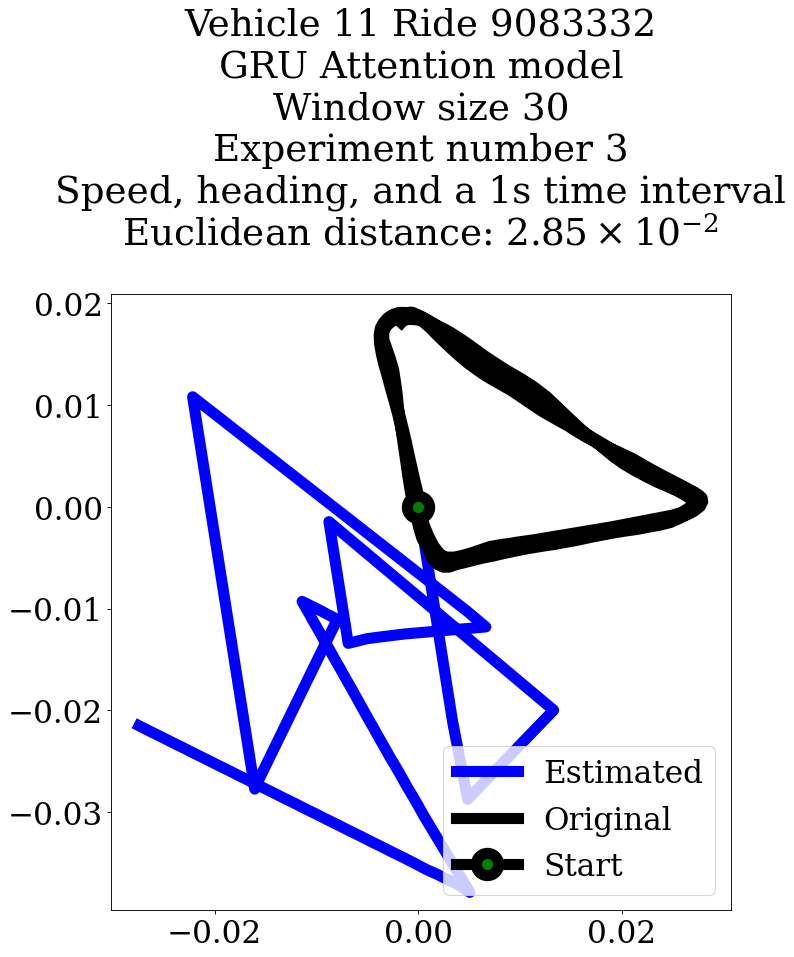 Vehicle 11 Ride 9083332
GRU Attention model
Window size 30
Experiment number 3
Speed, heading, and a 1s time interval
Euclidean distance: 2.85 × 10⁻²
0.02
0.01
0.00
−0.01
−0.02
−0.03
Estimated
Original
Start
−0.02 0.00 0.02